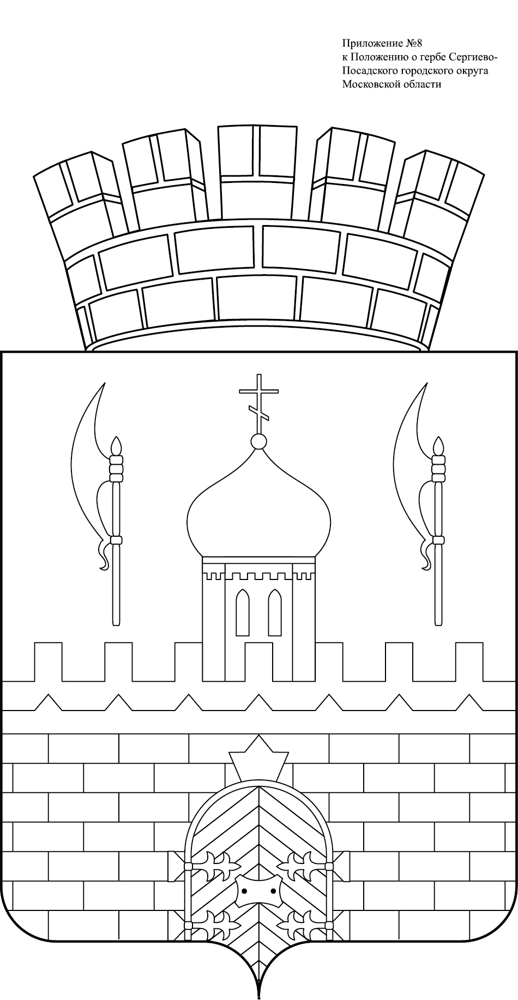 Приложение №8
к Положению о гербе Сергиево-
Посадского городского округа
Московской области